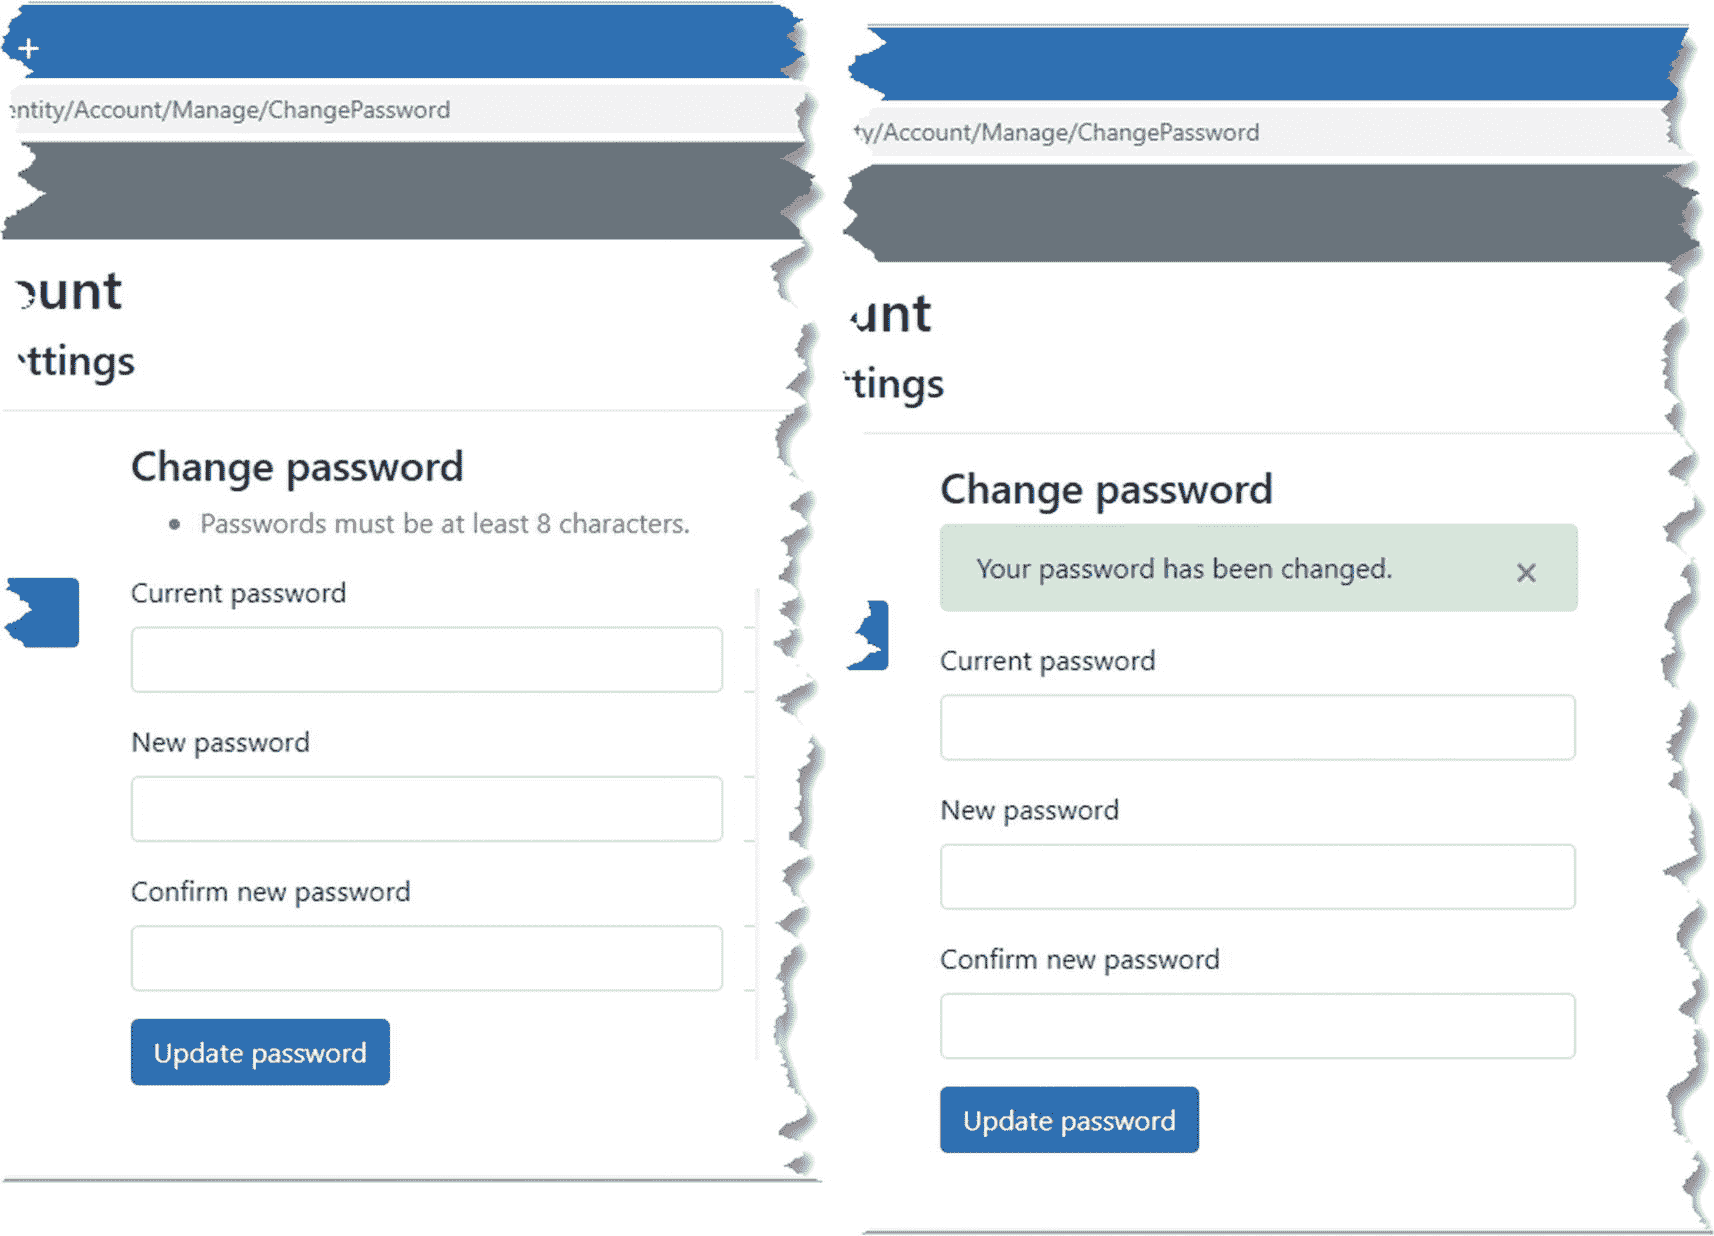 +
entity/Account/Manage/ChangePassword
ount
ttings
Change password
• Passwords must be at least 8 characters.
Current password
New password
Confirm new password
Update password
ty/Account/Manage/ChangePassword
unt
tings
Change password
Your password has been changed. ×
Current password
New password
Confirm new password
Update password